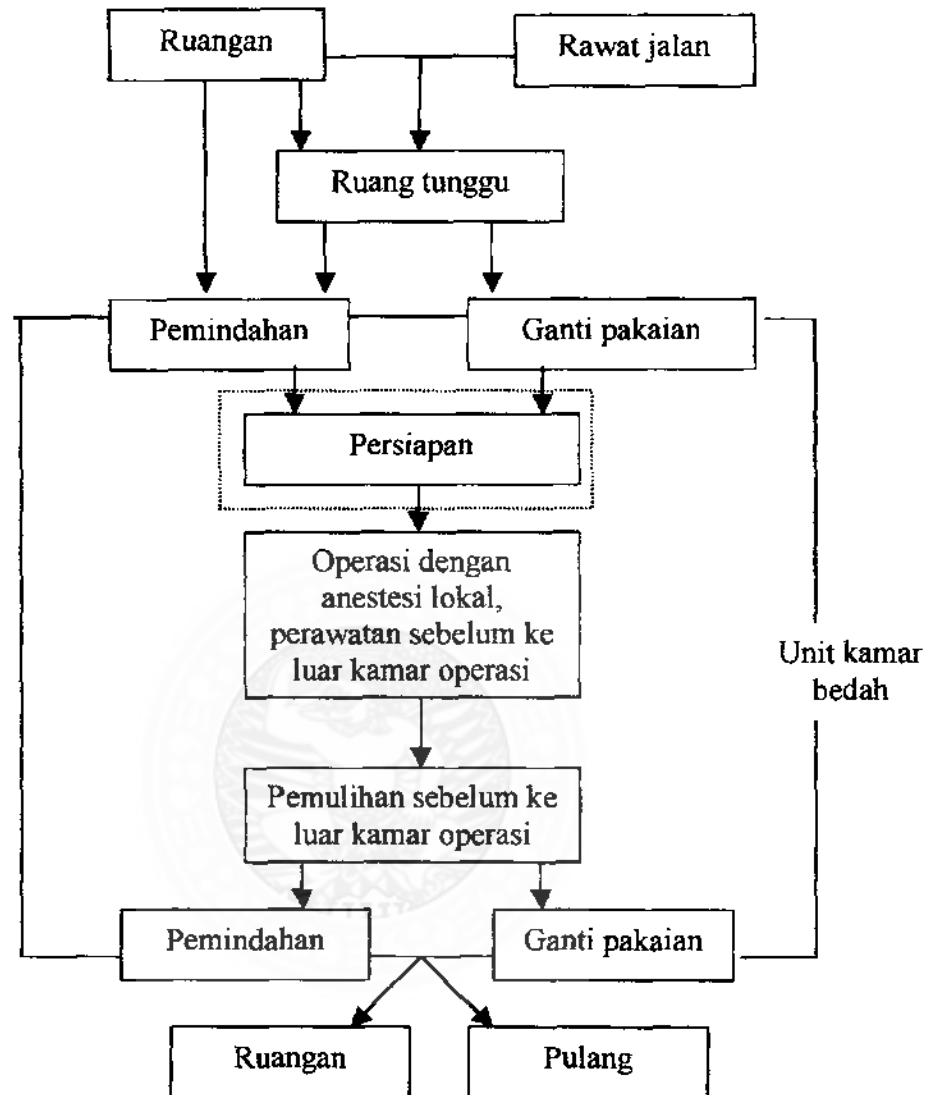 Ruangan
Rawat jalan
Ruang tunggu
Pemindahan
Ganti pakaian
Persiapan
Operasi dengan
anestesi lokal,
perawatan sebelum ke
luar kamar operasi
Unit kamar
bedah
Pemulihan sebelum ke
luar kamar operasi
Pemindahan
Ganti pakaian
Ruangan
Pulang